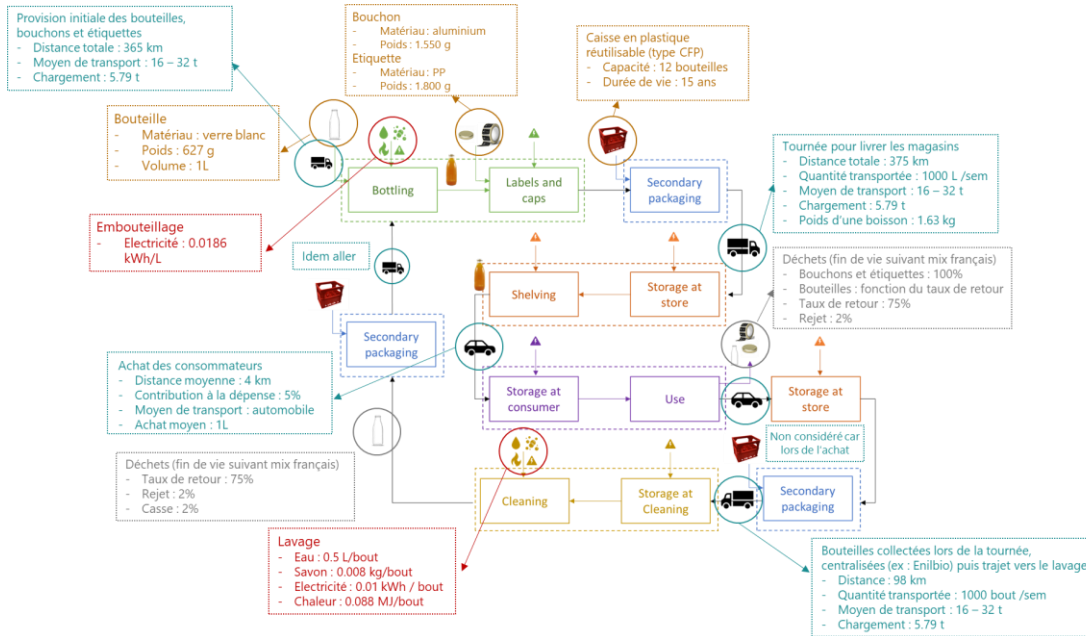 Provision initiale des bouteilles,
bouchons et étiquettes
- Distance totale : 365 km
- Moyen de transport : 16 – 32 t
- Chargement : 5.79 t
Bouchon
- Matériau : aluminium
- Poids : 1.550 g
Etiquette
- Matériau : PP
- Poids : 1.800 g
Caisse en plastique
réutilisable (type CFP)
- Capacité : 12 bouteilles
- Durée de vie : 15 ans
Bouteille
- Matériau : verre blanc
- Poids : 627 g
- Volume : 1L
Tournée pour livrer les magasins
- Distance totale : 375 km
- Quantité transportée : 1000 L /sem
- Moyen de transport : 16 – 32 t
- Chargement : 5.79 t
- Poids d'une boisson : 1.63 kg
Bottling
Labels and
caps
Secondary
packaging
Embouteillage
- Electricité : 0.0186
kWh/L
Idem aller
Déchets (fin de vie suivant mix français)
- Bouchons et étiquettes : 100%
- Bouteilles : fonction du taux de retour
- Taux de retour : 75%
- Rejet : 2%
Shelving
Storage at
store
Secondary
packaging
Achat des consommateurs
- Distance moyenne : 4 km
- Contribution à la dépense : 5%
- Moyen de transport : automobile
- Achat moyen : 1L
Storage at
consumer
Use
Storage at
store
Non considéré car
lors de l'achat
Déchets (fin de vie suivant mix français)
- Taux de retour : 75%
- Rejet : 2%
- Casse : 2%
Cleaning
Storage at
Cleaning
Secondary
packaging
Lavage
- Eau : 0.5 L/bout
- Savon : 0.008 kg/bout
- Electricité : 0.01 kWh / bout
- Chaleur : 0.088 MJ/bout
Bouteilles collectées lors de la tournée,
centralisées (ex : Enilbio) puis trajet vers le lavage
- Distance : 98 km
- Quantité transportée : 1000 bout /sem
- Moyen de transport : 16 – 32 t
- Chargement : 5.79 t